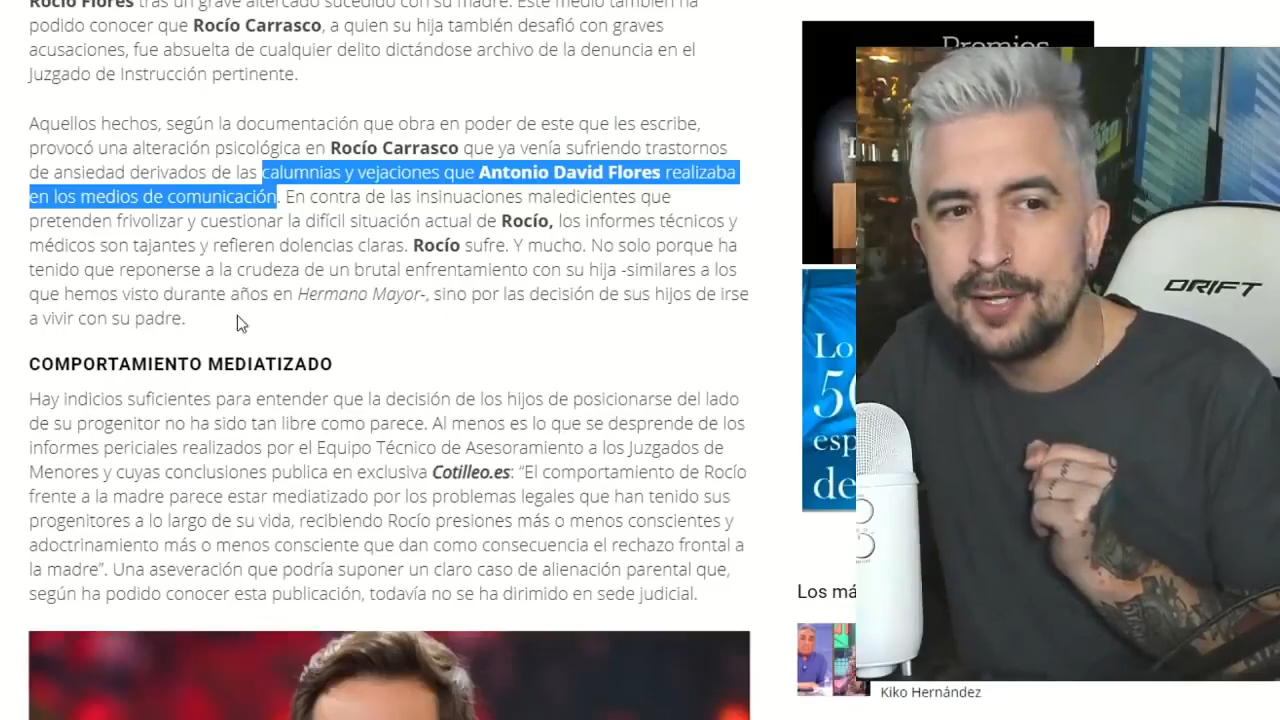 Rocío Flores tras un grave altercado sucedido con su madre. Este medio también ha
podido conocer que Rocío Carrasco, a quien su hija también desafió con graves
acusaciones, fue absuelta de cualquier delito dictándose archivo de la denuncia en el
Juzgado de Instrucción pertinente.
Aquellos hechos, según la documentación que obra en poder de este que les escribe,
provocó una alteración psicológica en Rocío Carrasco que ya venía sufriendo trastornos
de ansiedad derivados de las calumnias y vejaciones que Antonio David Flores realizaba
en los medios de comunicación. En contra de las insinuaciones maledicientes que
pretenden frivolizar y cuestionar la difícil situación actual de Rocío, los informes técnicos y
médicos son tajantes y refieren dolencias claras. Rocío sufre. Y mucho. No solo porque ha
tenido que reponerse a la crudeza de un brutal enfrentamiento con su hija -similares a los
que hemos visto durante años en Hermano Mayor-, sino por las decisión de sus hijos de irse
a vivir con su padre.
COMPORTAMIENTO MEDIATIZADO
Hay indicios suficientes para entender que la decisión de los hijos de posicionarse del lado
de su progenitor no ha sido tan libre como parece. Al menos es lo que se desprende de los
informes periciales realizados por el Equipo Técnico de Asesoramiento a los Juzgados de
Menores y cuyas conclusiones publica en exclusiva Cotilleo.es: “El comportamiento de Rocío
frente a la madre parece estar mediatizado por los problemas legales que han tenido sus
progenitores a lo largo de su vida, recibiendo Rocío presiones más o menos conscientes y
adoctrinamiento más o menos consciente que dan como consecuencia el rechazo frontal a
la madre”. Una aseveración que podría suponer un claro caso de alienación parental que,
según ha podido conocer esta publicación, todavía no se ha dirimido en sede judicial.
Premios
Lo
50
esp
de
Los má
Kiko Hernández
DRIFT